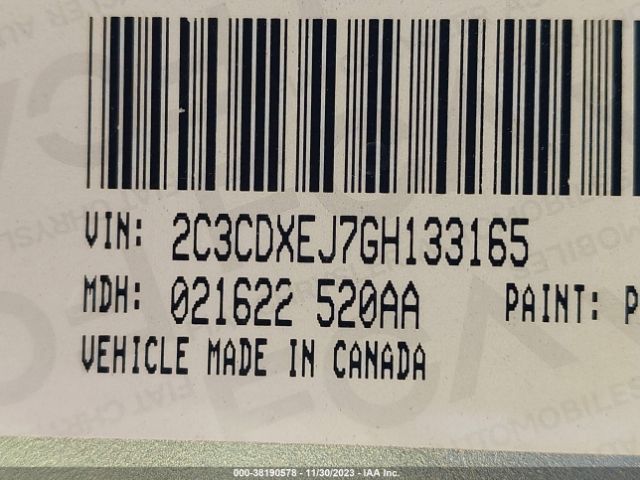 VIN: 2C3CDXEJ7GH133165
MDH: 021622 520AA PAINT: P
VEHICLE MADE IN CANADA
000-38190578 - 11/30/2023 - IAA Inc.